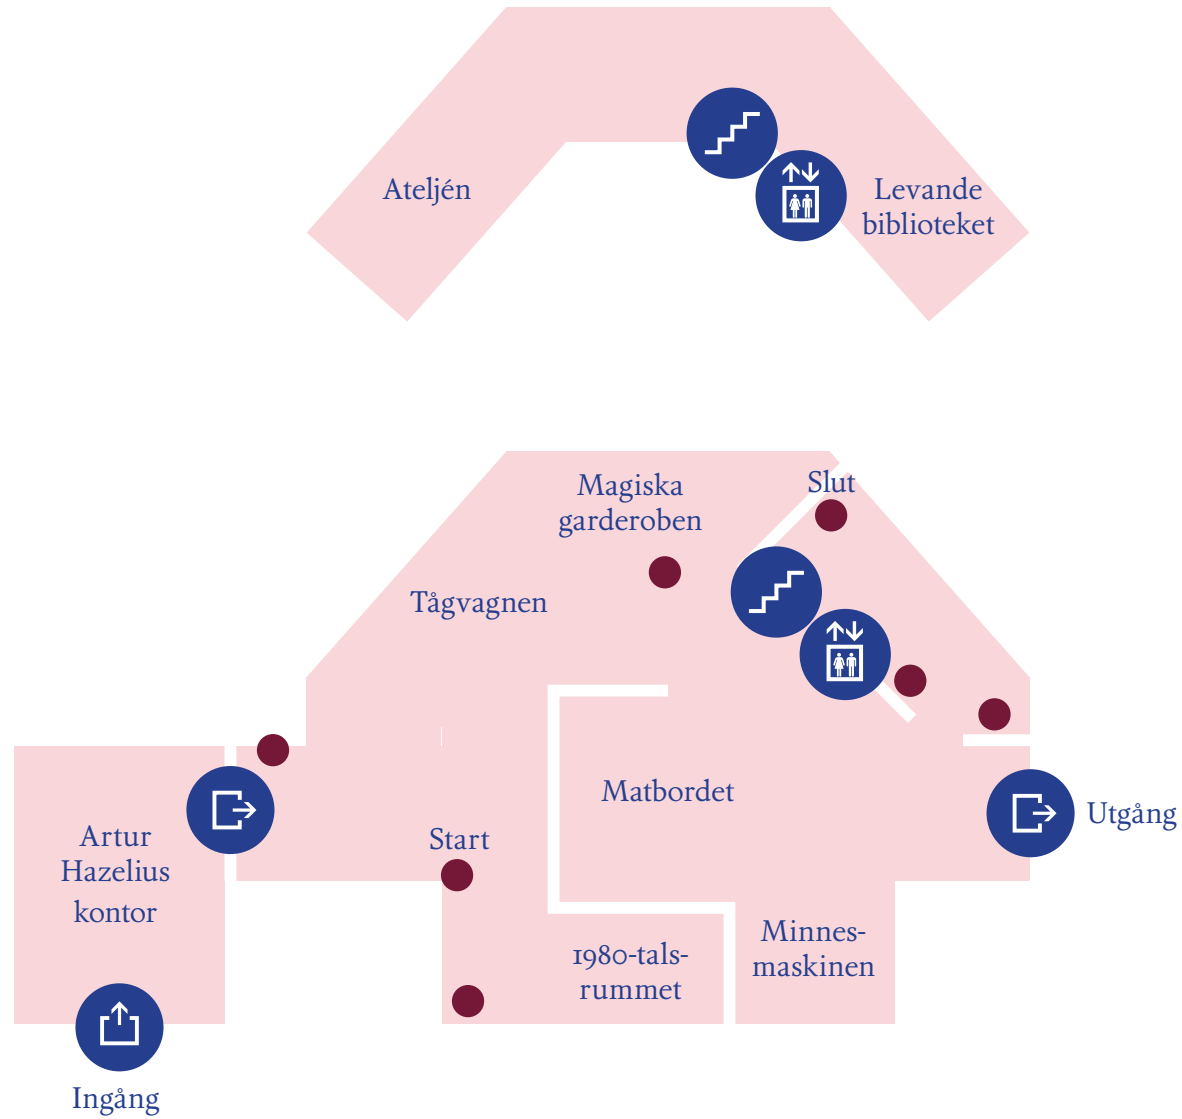 Ateljén
Levande
biblioteket
Magiska
garderoben
Slut
Tågvagnen
Matbordet
Utgång
Start
Artur
Hazelius
kontor
1980-tals-
rummet
Minnes-
maskinen
Ingång